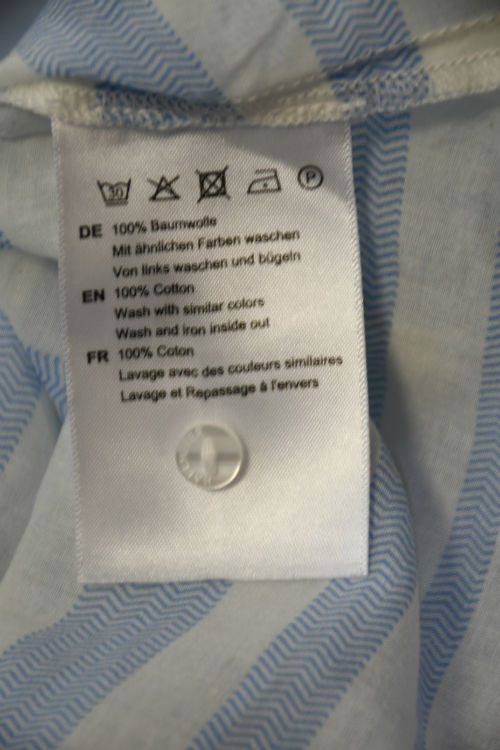 30
P
DE 100% Baumwolle
Mit ähnlichen Farben waschen
Von links waschen und bügeln
EN 100% Cotton
Wash with similar colors
Wash and iron inside out
FR 100% Coton
Lavage avec des couleurs similaires
Lavage et Repassage à l'envers